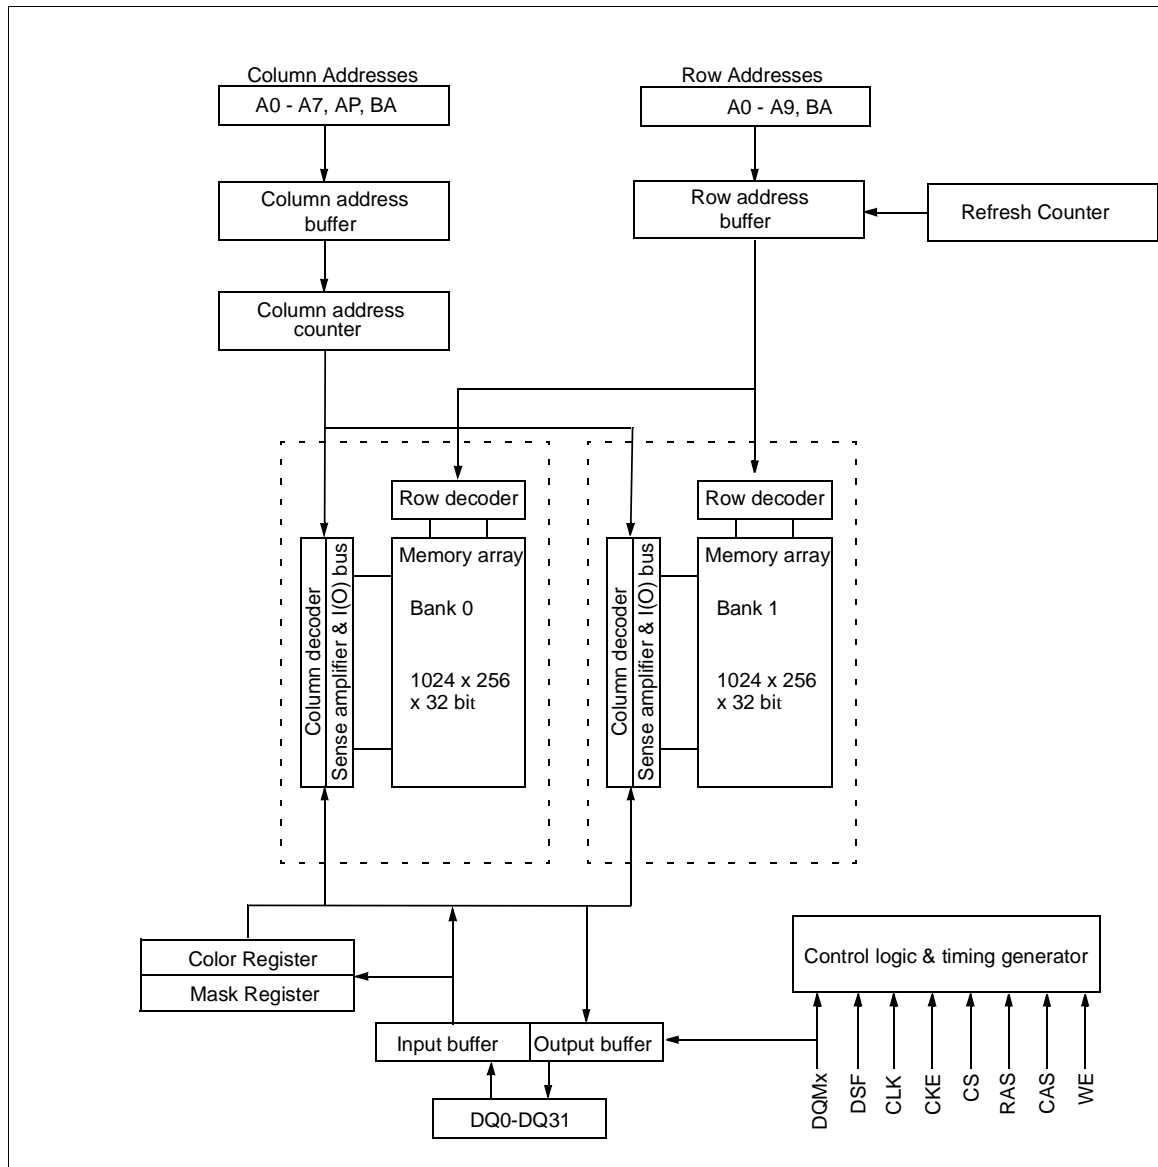 Column Addresses
A0 - A7, AP, BA
Row Addresses
A0 - A9, BA
Column address
buffer
Row address
buffer
Refresh Counter
Column address
counter
Row decoder
Memory array
Bank 0
1024 x 256
x 32 bit
Column decoder
Sense amplifier & I(O) bus
Row decoder
Memory array
Bank 1
1024 x 256
x 32 bit
Column decoder
Sense amplifier & I(O) bus
Color Register
Mask Register
Input buffer
Output buffer
DQ0-DQ31
Control logic & timing generator
DQMx
DSF
CLK
CKE
CS
RAS
CAS
WE